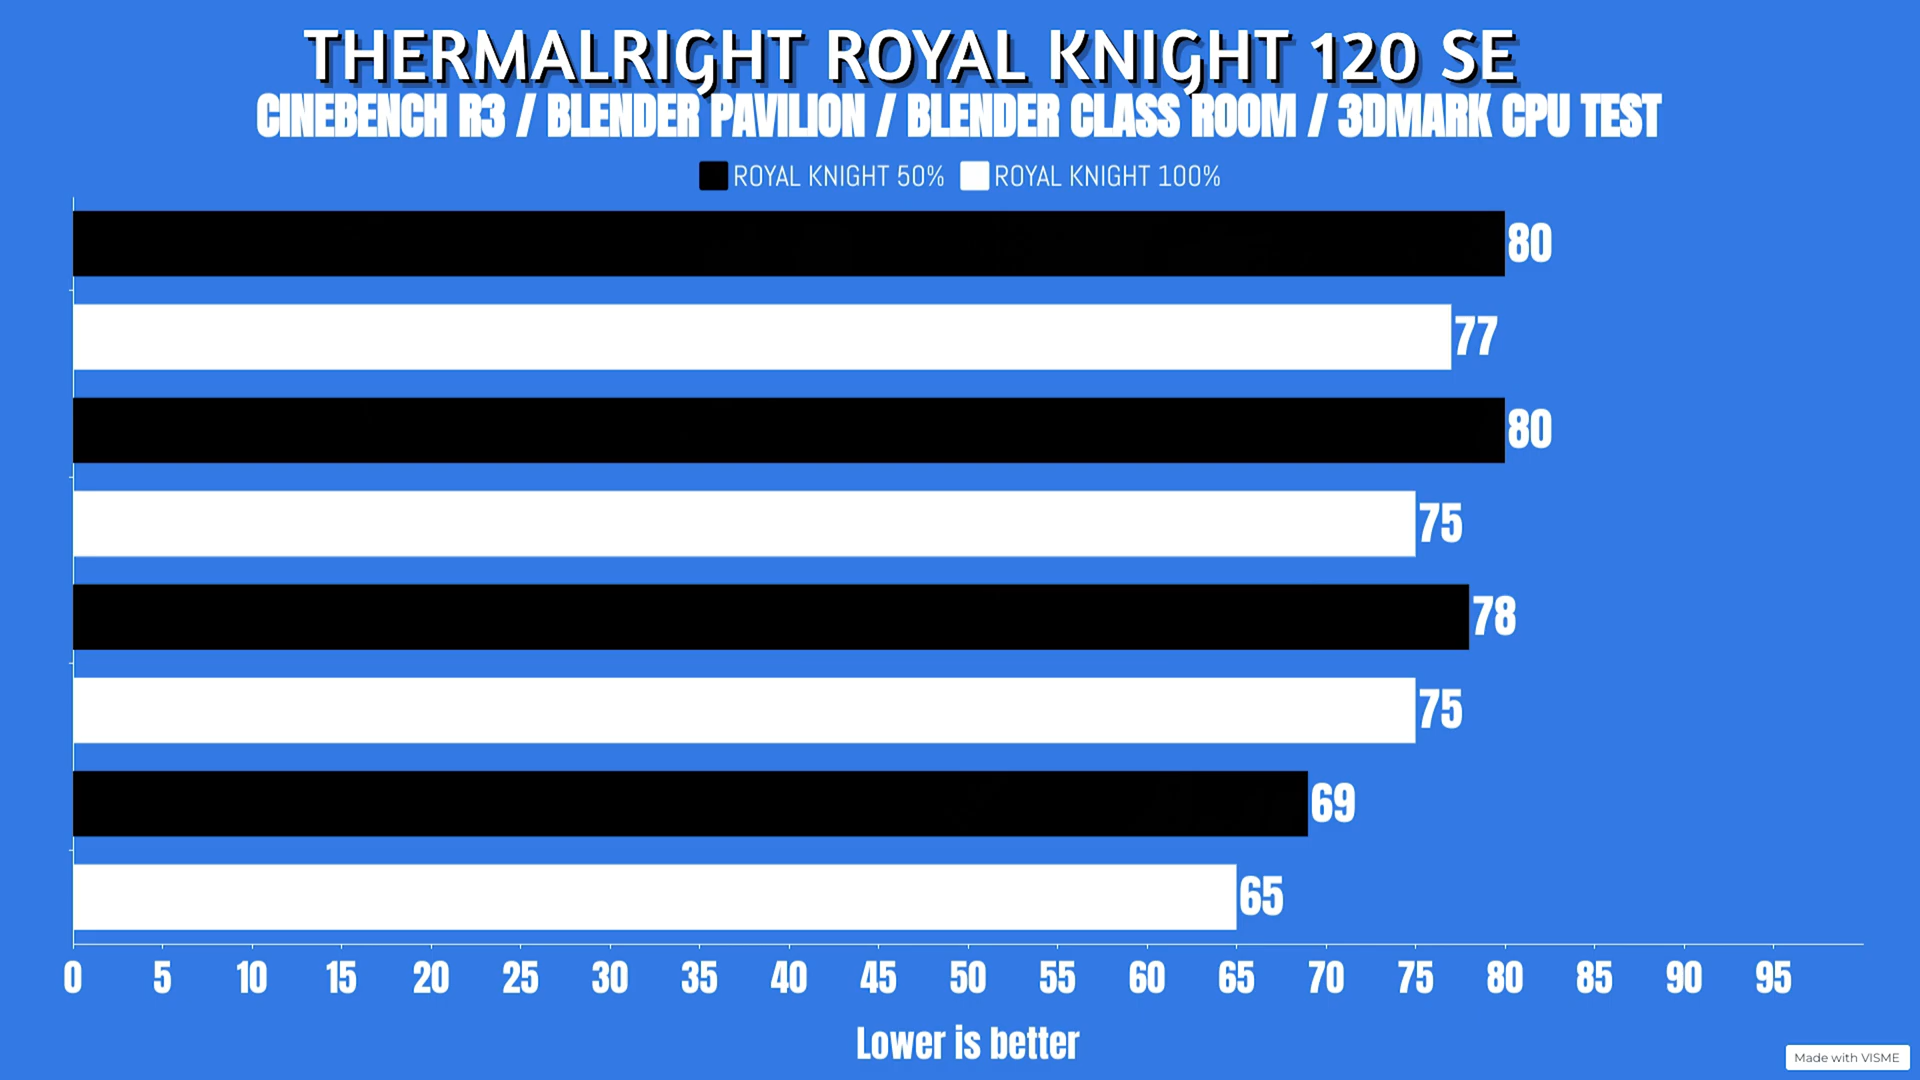 THERMALRIGHT ROYAL KNIGHT 120 SE
CINEBENCH R3 / BLENDER PAVILION / BLENDER CLASS ROOM / 3DMARK CPU TEST
ROYAL KNIGHT 50% ROYAL KNIGHT 100%
80
77
80
75
78
75
69
65
0 5 10 15 20 25 30 35 40 45 50 55 60 65 70 75 80 85 90 95
Lower is better
Made with VISME